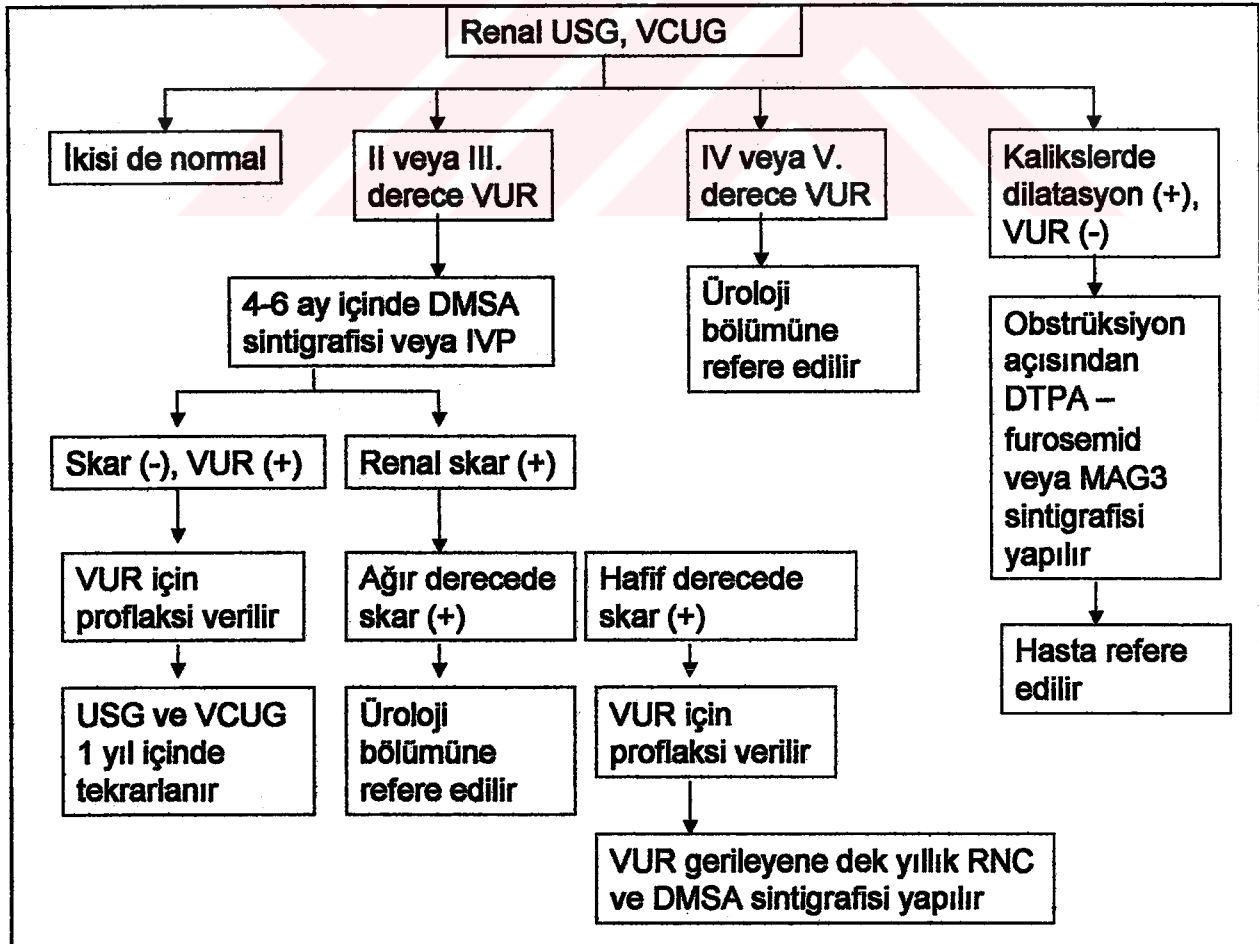 Renal USG, VCUG
İkisi de normal
II veya III.
derece VUR
IV veya V.
derece VUR
Kalikslerde
dilatasyon (+),
VUR (-)
4-6 ay içinde DMSA
sintigrafisi veya IVP
Üroloji
bölümüne
refere edilir
Obstrüksiyon
açısından
DTPA –
furosemid
veya MAG3
sintigrafisi
yapılır
Skar (-), VUR (+)
Renal skar (+)
VUR için
proflaksi verilir
Ağır derecede
skar (+)
Hafif derecede
skar (+)
Hasta refere
edilir
USG ve VCUG
1 yıl içinde
tekrarlanır
Üroloji
bölümüne
refere edilir
VUR için
proflaksi verilir
VUR gerileyene dek yıllık RNC
ve DMSA sintigrafisi yapılır